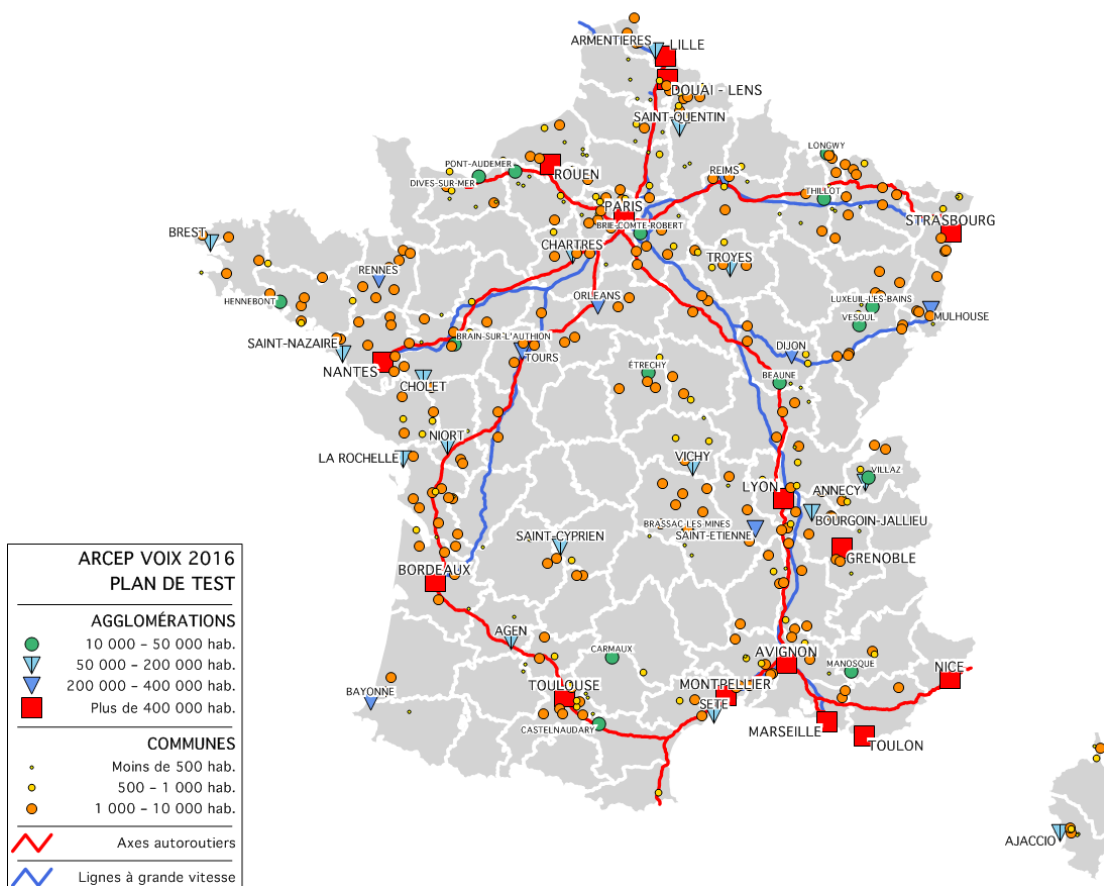 ARMENTIERES
LILLE
DOUAI - LENS
SAINT-QUENTIN
LONGWY
PONT-AUDEMER
ROUEN
REIMS
DIVES-SUR-MER
THILLOT
PARIS
STRASBOURG
BRIE-COMTE-ROBERT
BREST
CHARTRES
TROYES
RENNES
ORLEANS
LUXEUIL-LES-BAINS
HENNEBONT
VESOUL
MULHOUSE
BRAIN-SUR-L'AUTHION
SAINT-NAZAIRE
DIJON
TOURS
NANTES
ÉTRECHY
BEAUNE
CHOLET
NIORT
LA ROCHELLE
VICHY
VILLAZ
LYON
ANNECY
BOURGOIN-JALLIEU
BRASSAC LES MINES
SAINT-ETIENNE
SAINT-CYPRIEN
GRENOBLE
BORDEAUX
AGEN
CARMAUX
AVIGNON
MANOSQUE
NICE
BAYONNE
TOULOUSE
MONTPELLIER
SETE
CASTELNAUDARY
MARSEILLE
TOULON
AJACCIO
ARCEP VOIX 2016
PLAN DE TEST
AGGLOMÉRATIONS
10 000 - 50 000 hab.
50 000 - 200 000 hab.
200 000 - 400 000 hab.
Plus de 400 000 hab.
COMMUNES
Moins de 500 hab.
500 - 1 000 hab.
1 000 - 10 000 hab.
Axes autoroutiers
Lignes à grande vitesse